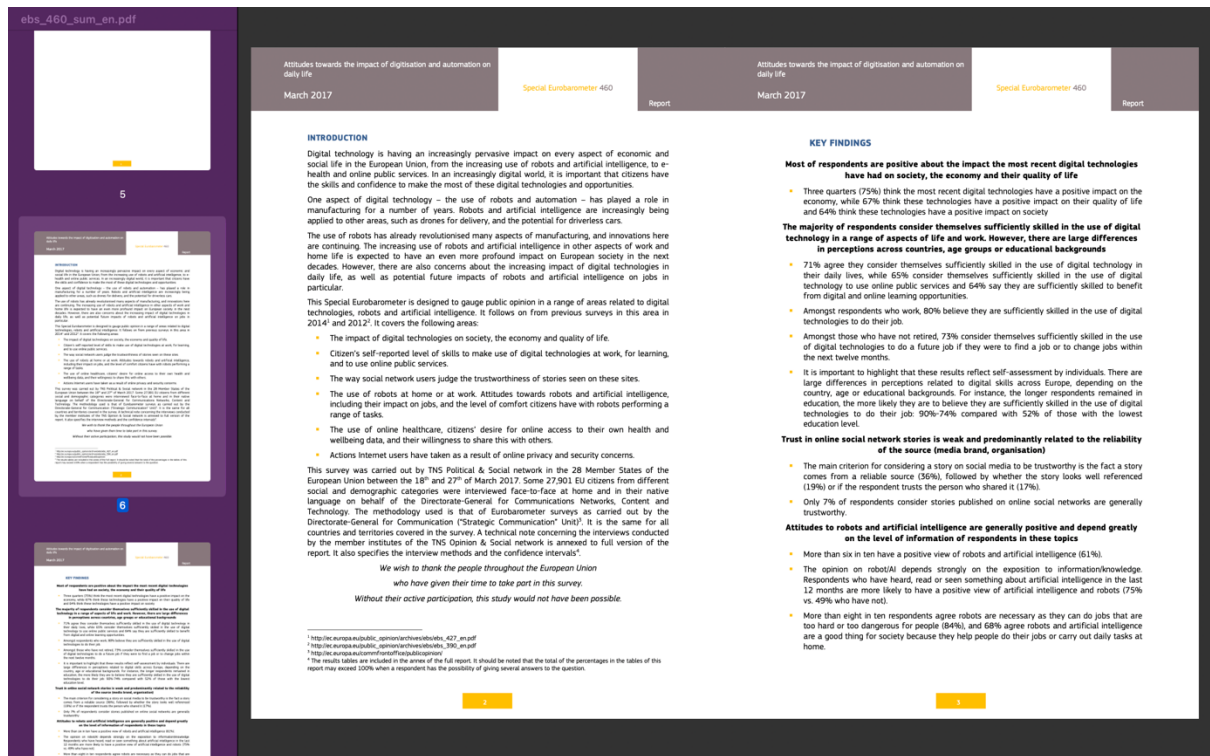 ebs_460_sum_en.pdf
5
6
Attitudes towards the impact of digitisation and automation on
daily life
March 2017
Special Eurobarometer 460
Report
INTRODUCTION
Digital technology is having an increasingly pervasive impact on every aspect of economic and
social life in the European Union, from the increasing use of robots and artificial intelligence, to e-
health and online public services. In an increasingly digital world, it is important that citizens have
the skills and confidence to make the most of these digital technologies and opportunities.
One aspect of digital technology – the use of robots and automation – has played a role in
manufacturing for a number of years. Robots and artificial intelligence are increasingly being
applied to other areas, such as drones for delivery, and the potential for driverless cars.
The use of robots has already revolutionised many aspects of manufacturing, and innovations here
are continuing. The increasing use of robots and artificial intelligence in other aspects of work and
home life is expected to have an even more profound impact on European society in the next
decades. However, there are also concerns about the increasing impact of digital technologies in
daily life, as well as potential future impacts of robots and artificial intelligence on jobs in
particular.
This Special Eurobarometer is designed to gauge public opinion in a range of areas related to digital
technologies, robots and artificial intelligence. It follows on from previous surveys in this area in
2014¹ and 2012². It covers the following areas:
▪ The impact of digital technologies on society, the economy and quality of life.
▪ Citizen's self-reported level of skills to make use of digital technologies at work, for learning,
and to use online public services.
▪ The way social network users judge the trustworthiness of stories seen on these sites.
▪ The use of robots at home or at work. Attitudes towards robots and artificial intelligence,
including their impact on jobs, and the level of comfort citizens have with robots performing a
range of tasks.
▪ The use of online healthcare, citizens' desire for online access to their own health and
wellbeing data, and their willingness to share this with others.
▪ Actions Internet users have taken as a result of online privacy and security concerns.
This survey was carried out by TNS Political & Social network in the 28 Member States of the
European Union between the 18th and 27th of March 2017. Some 27,901 EU citizens from different
social and demographic categories were interviewed face-to-face at home and in their native
language on behalf of the Directorate-General for Communications Networks, Content and
Technology. The methodology used is that of Eurobarometer surveys as carried out by the
Directorate-General for Communication ("Strategic Communication" Unit)³. It is the same for all
countries and territories covered in the survey. A technical note concerning the interviews conducted
by the member institutes of the TNS Opinion & Social network is annexed to full version of the
report. It also specifies the interview methods and the confidence intervals⁴.
We wish to thank the people throughout the European Union
who have given their time to take part in this survey.
Without their active participation, this study would not have been possible.
¹ http://ec.europa.eu/public_opinion/archives/ebs/ebs_427_en.pdf
² http://ec.europa.eu/public_opinion/archives/ebs/ebs_390_en.pdf
³ http://ec.europa.eu/commfrontoffice/publicopinion/
⁴ The results tables are included in the annex of the full report. It should be noted that the total of the percentages in the tables of this
report may exceed 100% when a respondent has the possibility of giving several answers to the question.
2
Attitudes towards the impact of digitisation and automation on
daily life
March 2017
Special Eurobarometer 460
Report
KEY FINDINGS
Most of respondents are positive about the impact the most recent digital technologies
have had on society, the economy and their quality of life
▪ Three quarters (75%) think the most recent digital technologies have a positive impact on the
economy, while 67% think these technologies have a positive impact on their quality of life
and 64% think these technologies have a positive impact on society
The majority of respondents consider themselves sufficiently skilled in the use of digital
technology in a range of aspects of life and work. However, there are large differences
in perceptions across countries, age groups or educational backgrounds
▪ 71% agree they consider themselves sufficiently skilled in the use of digital technology in
their daily lives, while 65% consider themselves sufficiently skilled in the use of digital
technology to use online public services and 64% say they are sufficiently skilled to benefit
from digital and online learning opportunities.
▪ Amongst respondents who work, 80% believe they are sufficiently skilled in the use of digital
technologies to do their job.
▪ Amongst those who have not retired, 73% consider themselves sufficiently skilled in the use
of digital technologies to do a future job if they were to find a job or to change jobs within
the next twelve months.
▪ It is important to highlight that these results reflect self-assessment by individuals. There are
large differences in perceptions related to digital skills across Europe, depending on the
country, age or educational backgrounds. For instance, the longer respondents remained in
education, the more likely they are to believe they are sufficiently skilled in the use of digital
technologies to do their job: 90%-74% compared with 52% of those with the lowest
education level.
Trust in online social network stories is weak and predominantly related to the reliability
of the source (media brand, organisation)
▪ The main criterion for considering a story on social media to be trustworthy is the fact a story
comes from a reliable source (36%), followed by whether the story looks well referenced
(19%) or if the respondent trusts the person who shared it (17%).
▪ Only 7% of respondents consider stories published on online social networks are generally
trustworthy.
Attitudes to robots and artificial intelligence are generally positive and depend greatly
on the level of information of respondents in these topics
▪ More than six in ten have a positive view of robots and artificial intelligence (61%).
▪ The opinion on robot/AI depends strongly on the exposition to information/knowledge.
Respondents who have heard, read or seen something about artificial intelligence in the last
12 months are more likely to have a positive view of artificial intelligence and robots (75%
vs. 49% who have not).
▪ More than eight in ten respondents agree robots are necessary as they can do jobs that are
too hard or too dangerous for people (84%), and 68% agree robots and artificial intelligence
are a good thing for society because they help people do their jobs or carry out daily tasks at
home.
3